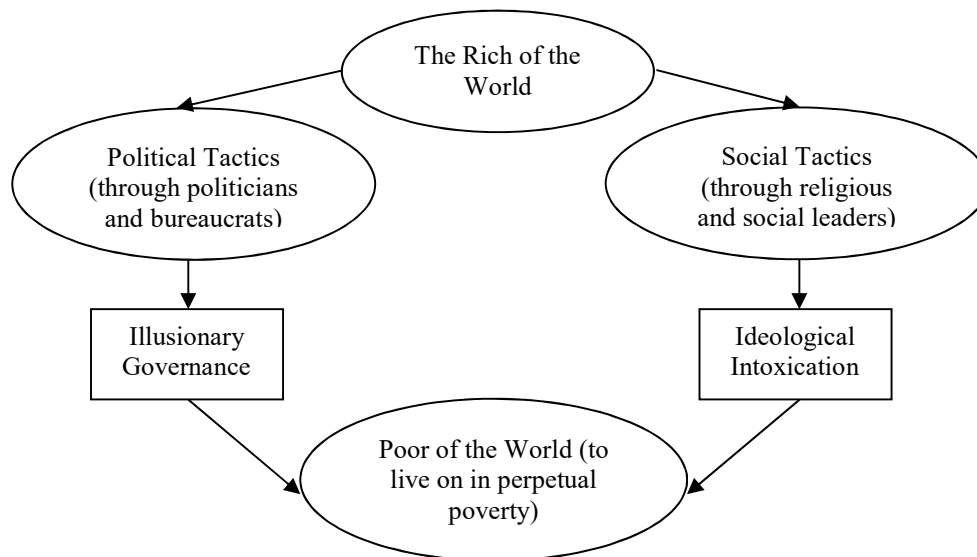 The Rich of the
World
Political Tactics
(through politicians
and bureaucrats)
Social Tactics
(through religious
and social leaders)
Illusionary
Governance
Ideological
Intoxication
Poor of the World (to
live on in perpetual
poverty)